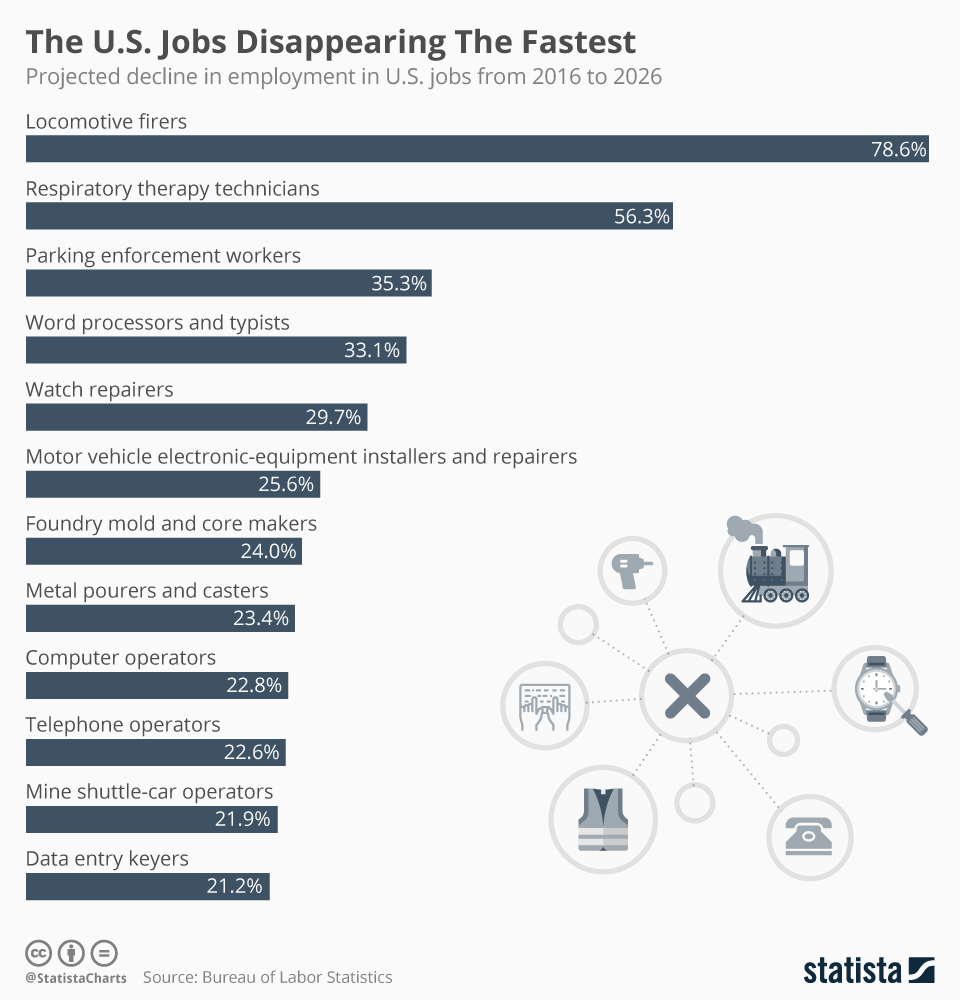 The U.S. Jobs Disappearing The Fastest
Projected decline in employment in U.S. jobs from 2016 to 2026
Locomotive firers
78.6%
Respiratory therapy technicians
56.3%
Parking enforcement workers
35.3%
Word processors and typists
33.1%
Watch repairers
29.7%
Motor vehicle electronic-equipment installers and repairers
25.6%
Foundry mold and core makers
24.0%
Metal pourers and casters
23.4%
Computer operators
22.8%
Telephone operators
22.6%
Mine shuttle-car operators
21.9%
Data entry keyers
21.2%
cc
@StatistaCharts Source: Bureau of Labor Statistics
statista